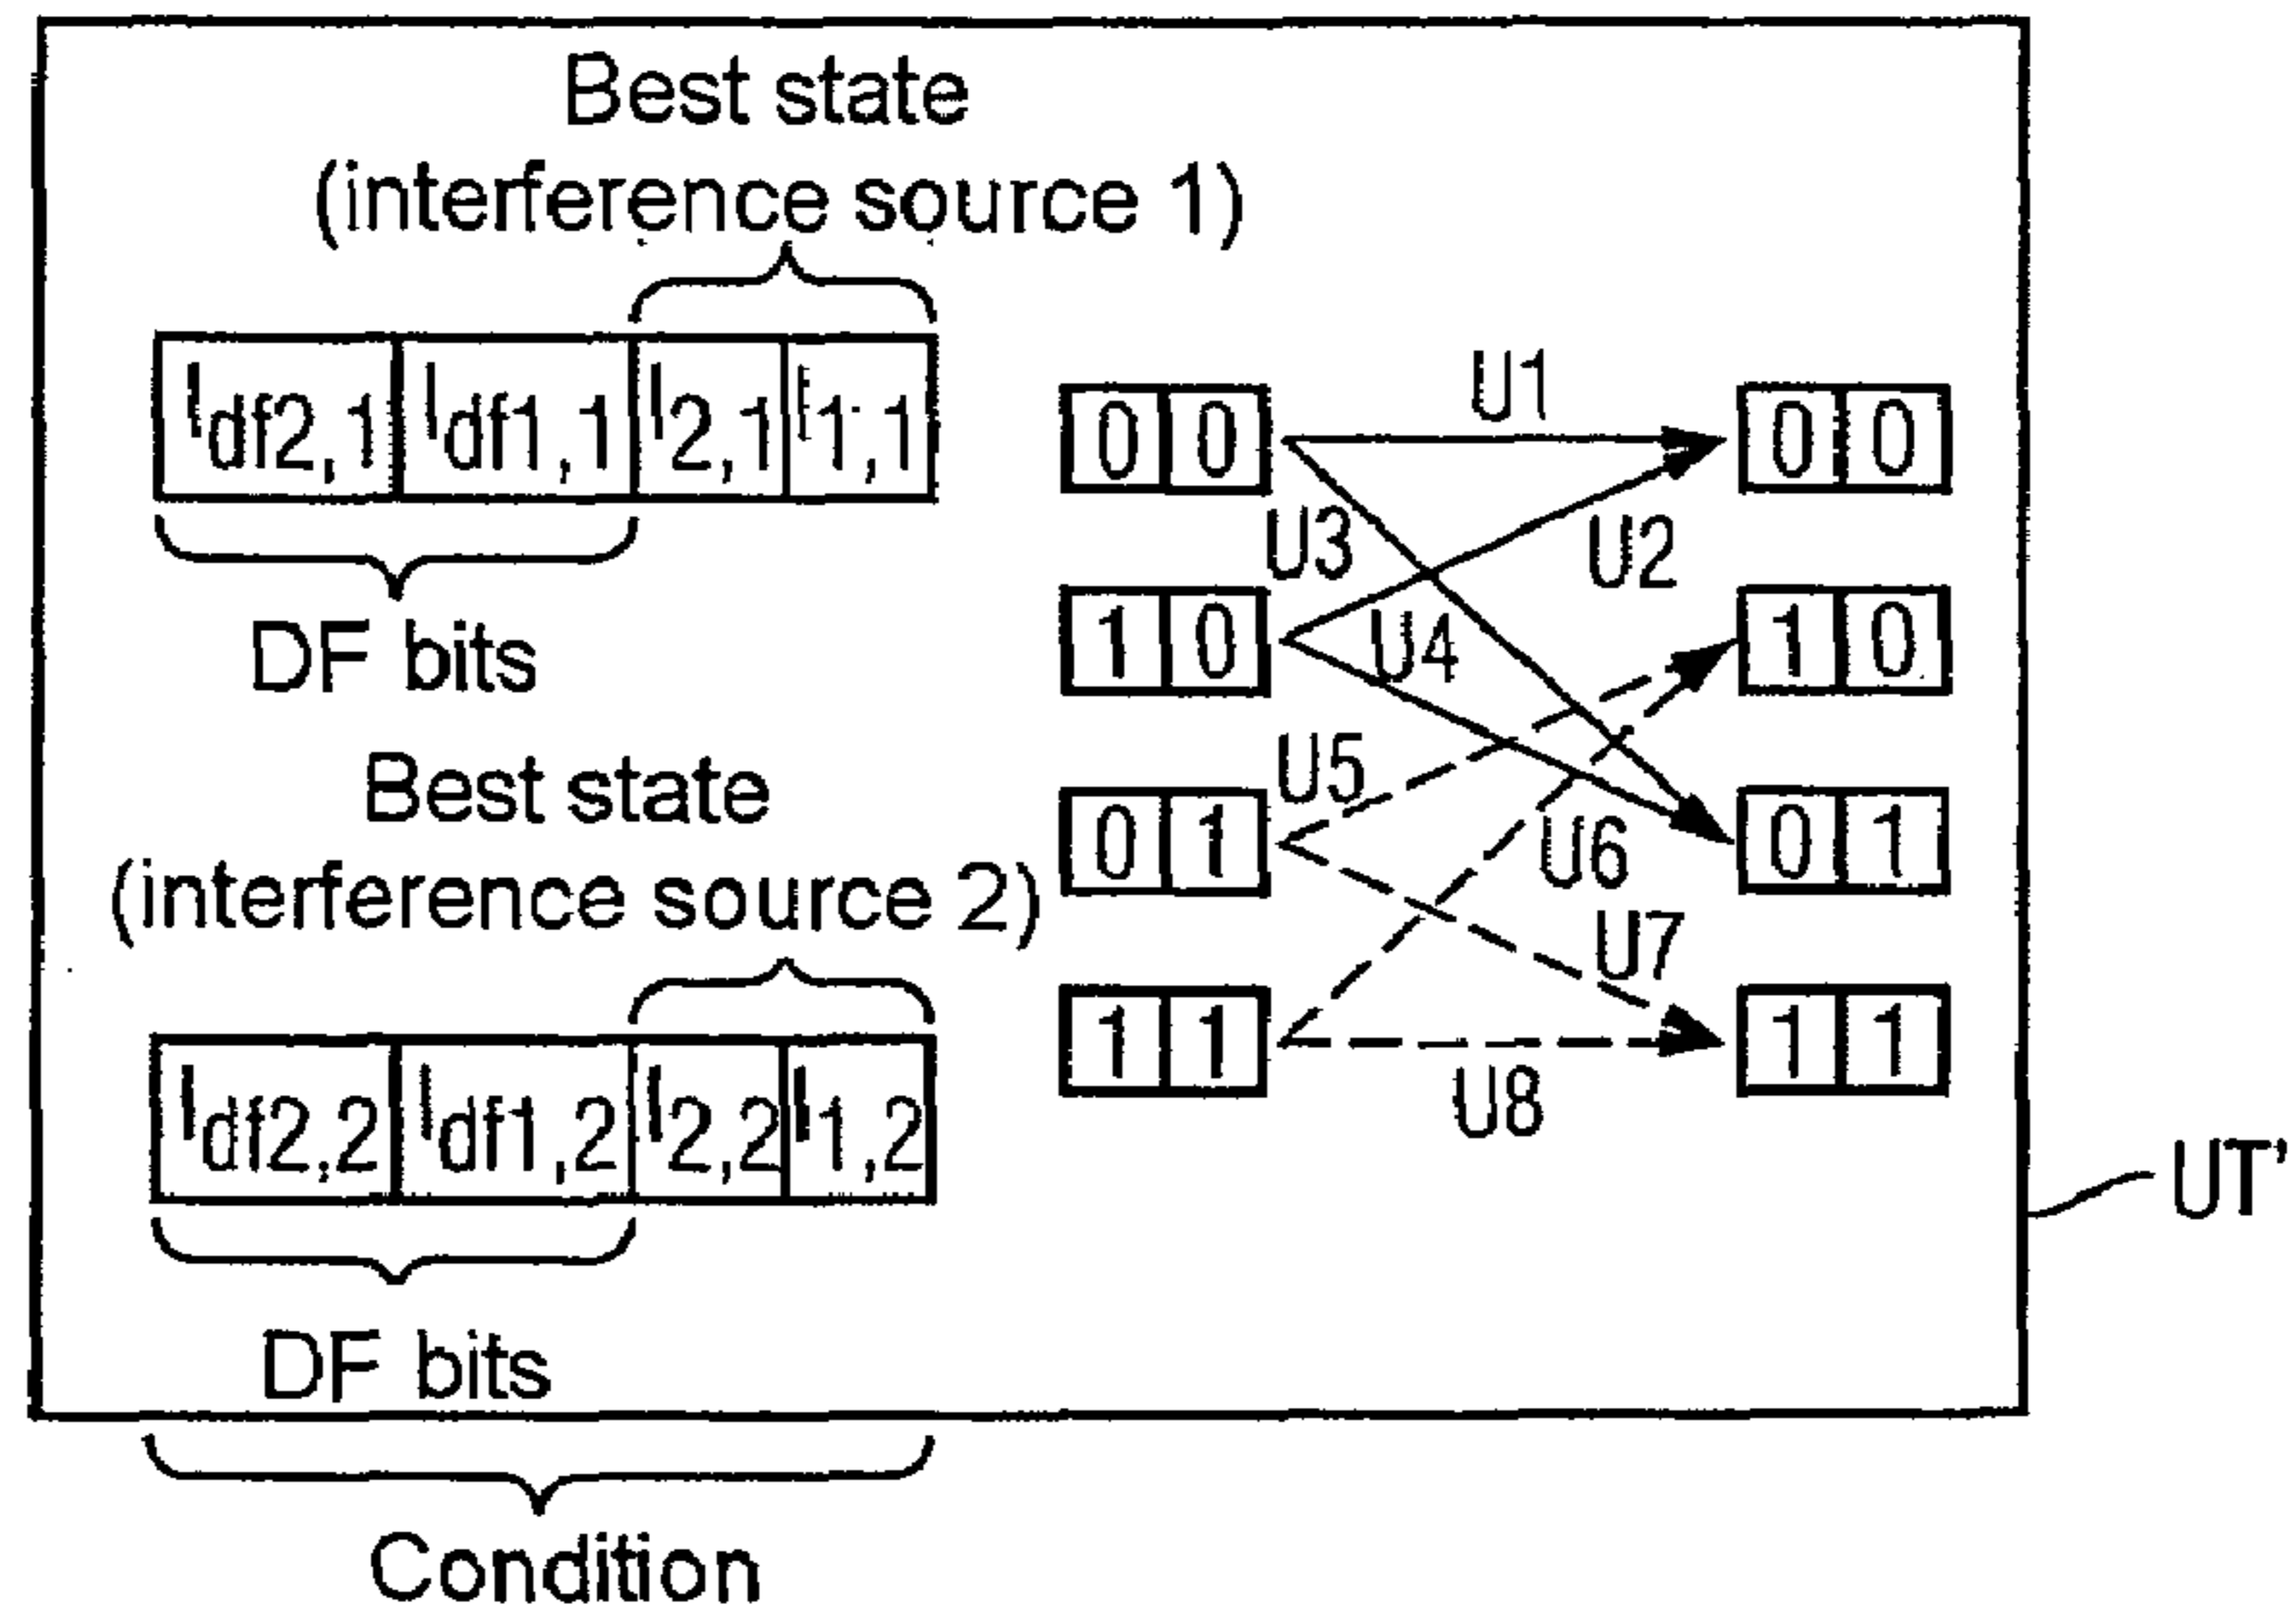 Best state
(interference source 1)
I df2,1 I df1,1 I 2,1 I 1,1
DF bits
Best state
(interference source 2)
I df2,2 I df1,2 I 2,2 I 1,2
DF bits
Condition
0 0 U1 0 0
U3 U2
1 0 U4 1 0
U5
0 1 U6 0 1
U7
1 1 U8 1 1
UT'